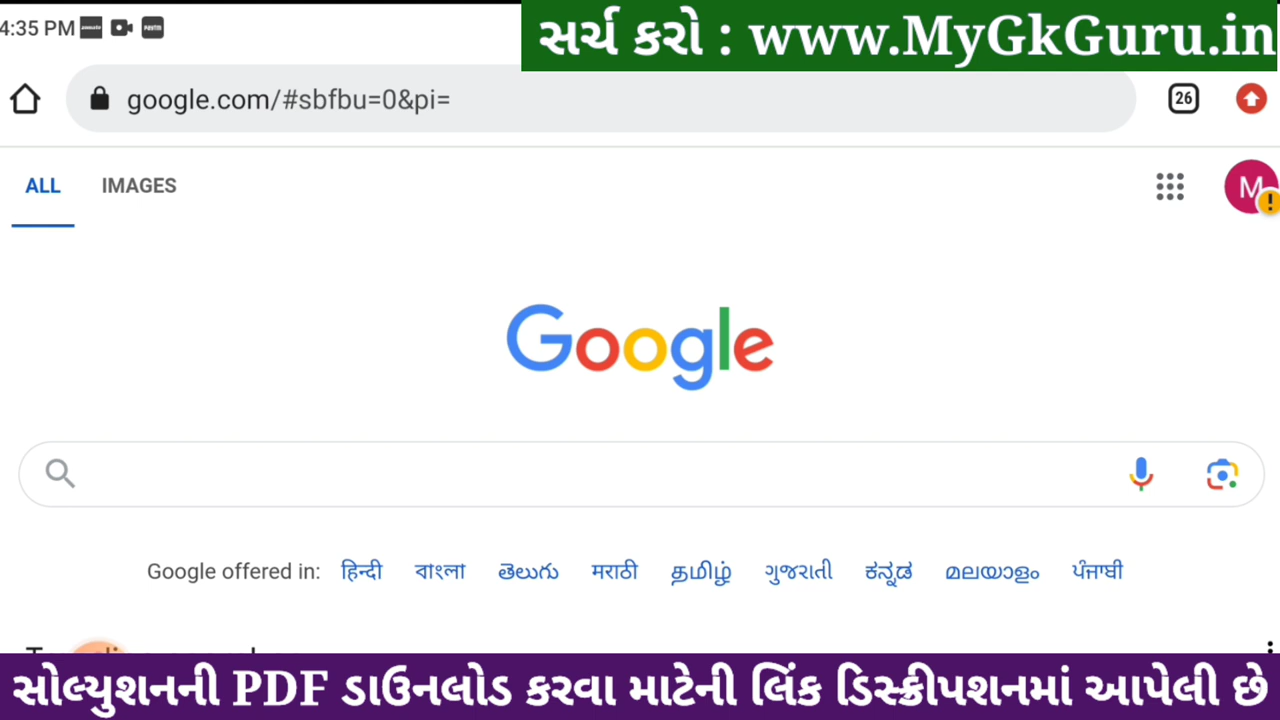 4:35 PM
સર્ચ કરો : www.MyGkGuru.in
google.com/#sbfbu=0&pi=
26
ALL IMAGES
M
Google
Google offered in: हिन्दी বাংলা తెలుగు मराठी தமிழ் ગુજરાતી ಕನ್ನಡ മലയാളം ਪੰਜਾਬੀ
સોલ્યુશનની PDF ડાઉનલોડ કરવા માટેની લિંક ડિસ્ક્રીપશનમાં આપેલી છે